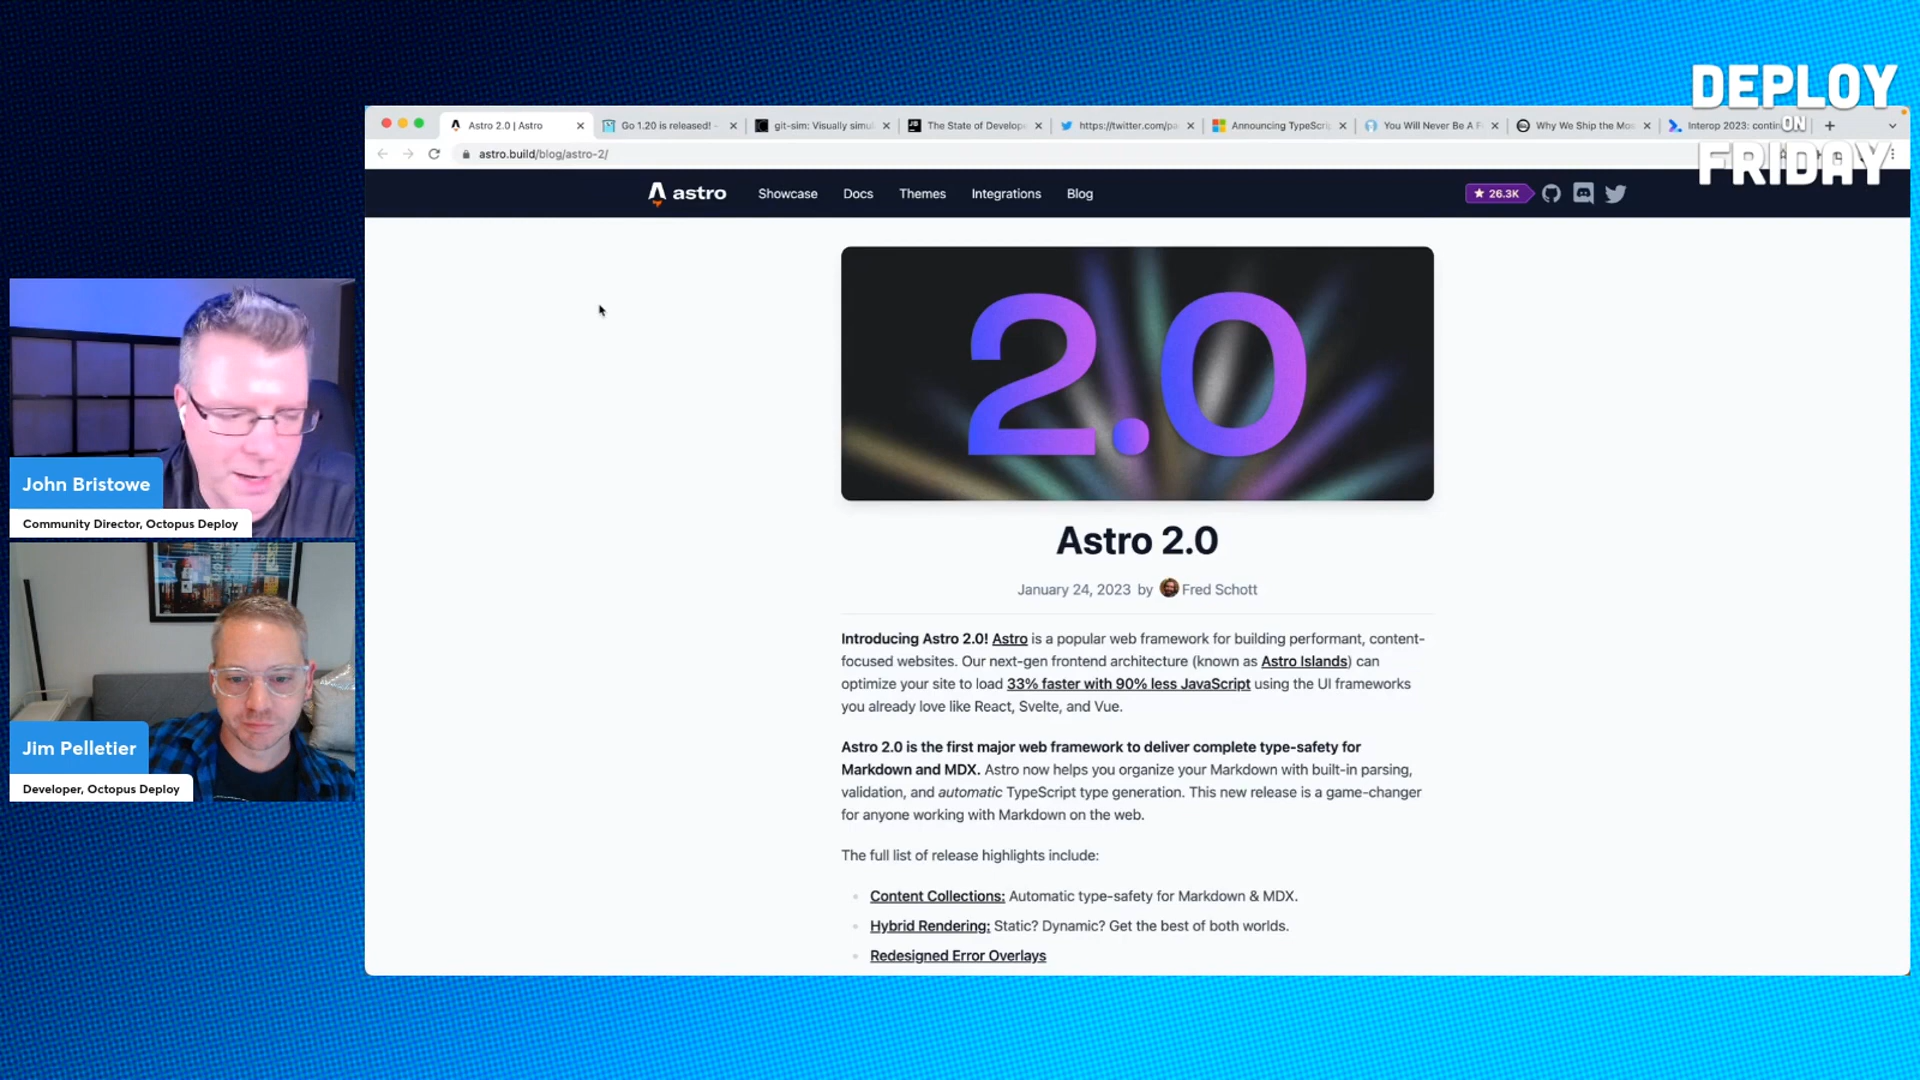 DEPLOY
ON
FRIDAY
Astro 2.0 | Astro
Go 1.20 is released! -
git-sim: Visually simul
The State of Develope
https://twitter.com/pa
Announcing TypeScri
You Will Never Be A F
Why We Ship the Mo
Interop 2023: contin
astro.build/blog/astro-2/
astro
Showcase
Docs
Themes
Integrations
Blog
★ 26.3K
2.0
Astro 2.0
January 24, 2023 by Fred Schott
Introducing Astro 2.0! Astro is a popular web framework for building performant, content-
focused websites. Our next-gen frontend architecture (known as Astro Islands) can
optimize your site to load 33% faster with 90% less JavaScript using the UI frameworks
you already love like React, Svelte, and Vue.
Astro 2.0 is the first major web framework to deliver complete type-safety for
Markdown and MDX. Astro now helps you organize your Markdown with built-in parsing,
validation, and automatic TypeScript type generation. This new release is a game-changer
for anyone working with Markdown on the web.
The full list of release highlights include:
Content Collections: Automatic type-safety for Markdown & MDX.
Hybrid Rendering: Static? Dynamic? Get the best of both worlds.
Redesigned Error Overlays
John Bristowe
Community Director, Octopus Deploy
Jim Pelletier
Developer, Octopus Deploy